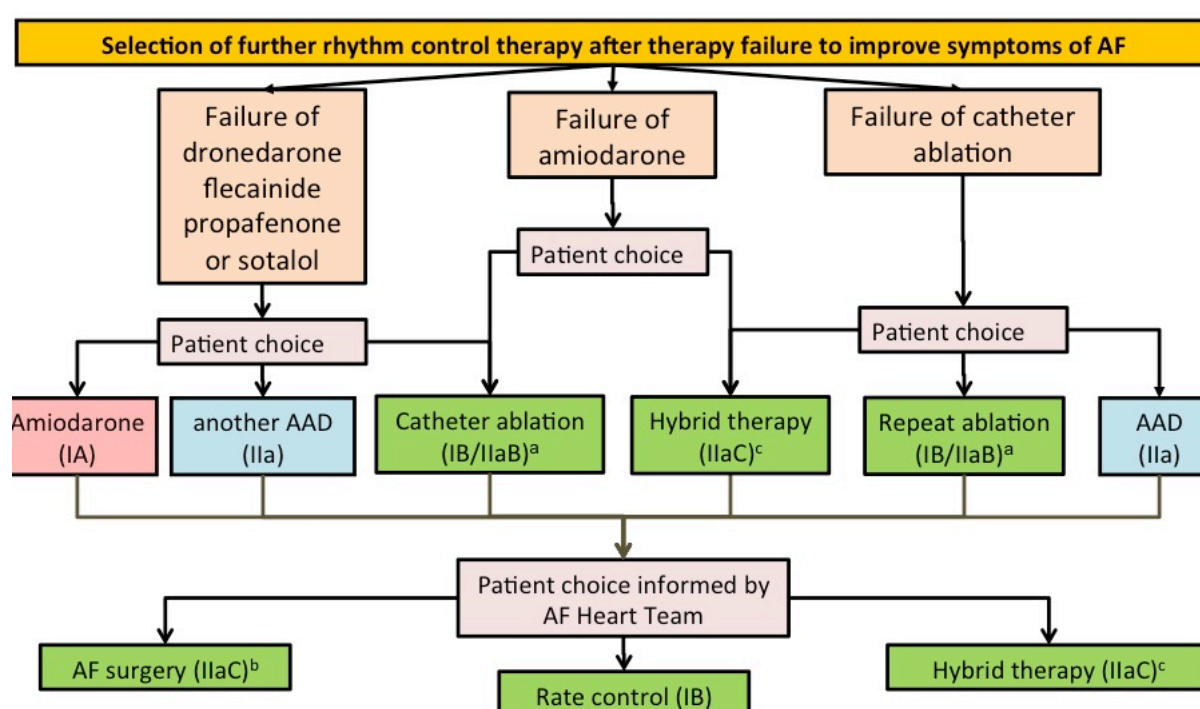 Selection of further rhythm control therapy after therapy failure to improve symptoms of AF
Failure of
dronedarone
flecainide
propafenone
or sotalol
Failure of
amiodarone
Failure of catheter
ablation
Patient choice
Patient choice
Patient choice
Amiodarone
(IA)
another AAD
(IIa)
Catheter ablation
(IB/IIaB)ᵃ
Hybrid therapy
(IIaC)ᶜ
Repeat ablation
(IB/IIaB)ᵃ
AAD
(IIa)
Patient choice informed by
AF Heart Team
AF surgery (IIaC)ᵇ
Rate control (IB)
Hybrid therapy (IIaC)ᶜ